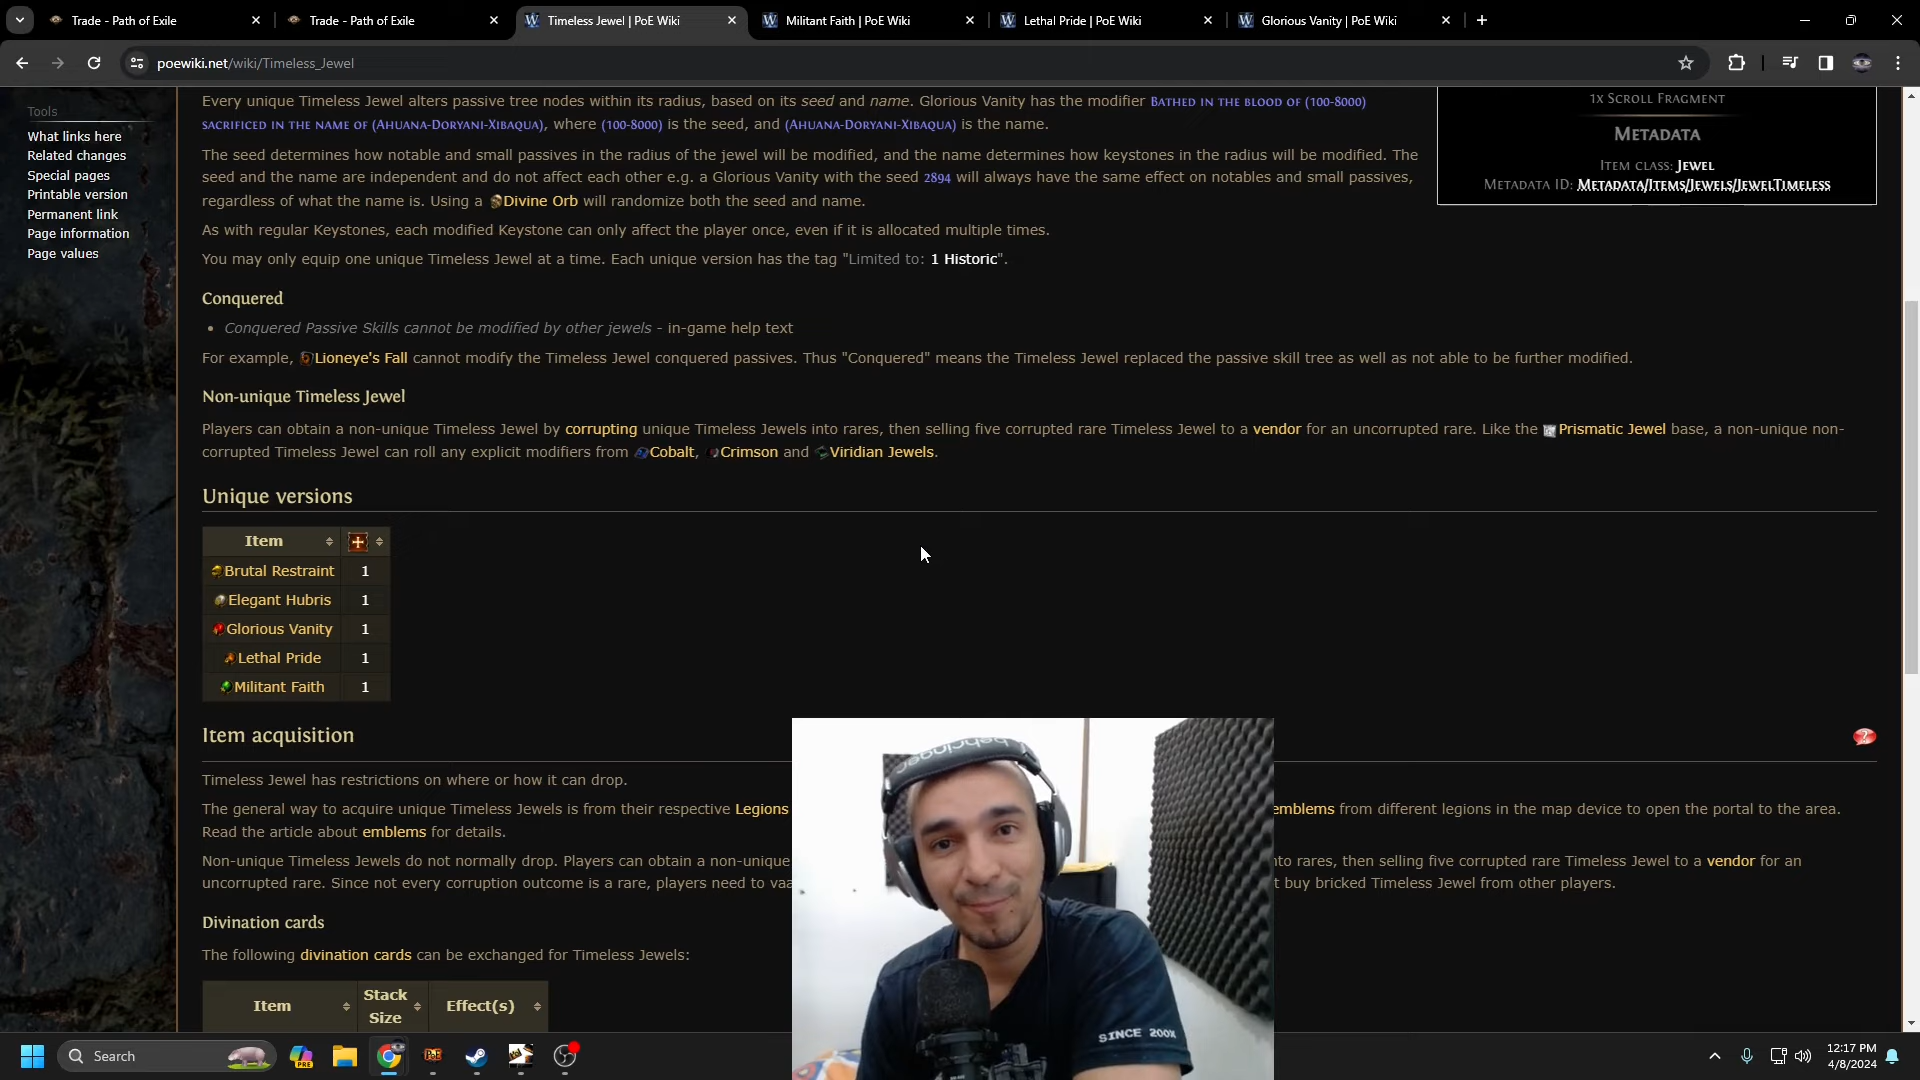 Trade - Path of Exile
Trade - Path of Exile
Timeless Jewel | PoE Wiki
Militant Faith | PoE Wiki
Lethal Pride | PoE Wiki
Glorious Vanity | PoE Wiki
poewiki.net/wiki/Timeless_Jewel
Tools
What links here
Related changes
Special pages
Printable version
Permanent link
Page information
Page values
Every unique Timeless Jewel alters passive tree nodes within its radius, based on its seed and name. Glorious Vanity has the modifier BATHED IN THE BLOOD OF (100-8000)
SACRIFICED IN THE NAME OF (AHUANA-DORYANI-XIBAQUA), where (100-8000) is the seed, and (AHUANA-DORYANI-XIBAQUA) is the name.
The seed determines how notable and small passives in the radius of the jewel will be modified, and the name determines how keystones in the radius will be modified. The
seed and the name are independent and do not affect each other e.g. a Glorious Vanity with the seed 2894 will always have the same effect on notables and small passives,
regardless of what the name is. Using a Divine Orb will randomize both the seed and name.
As with regular Keystones, each modified Keystone can only affect the player once, even if it is allocated multiple times.
You may only equip one unique Timeless Jewel at a time. Each unique version has the tag "Limited to: 1 Historic".
1X SCROLL FRAGMENT
METADATA
ITEM CLASS: JEWEL
METADATA ID: METADATA/ITEMS/JEWELS/JEWELTIMELESS
Conquered
• Conquered Passive Skills cannot be modified by other jewels - in-game help text
For example, Lioneye's Fall cannot modify the Timeless Jewel conquered passives. Thus "Conquered" means the Timeless Jewel replaced the passive skill tree as well as not able to be further modified.
Non-unique Timeless Jewel
Players can obtain a non-unique Timeless Jewel by corrupting unique Timeless Jewels into rares, then selling five corrupted rare Timeless Jewel to a vendor for an uncorrupted rare. Like the Prismatic Jewel base, a non-unique non-
corrupted Timeless Jewel can roll any explicit modifiers from Cobalt, Crimson and Viridian Jewels.
Unique versions
Item
Brutal Restraint 1
Elegant Hubris 1
Glorious Vanity 1
Lethal Pride 1
Militant Faith 1
Item acquisition
Timeless Jewel has restrictions on where or how it can drop.
The general way to acquire unique Timeless Jewels is from their respective Legions emblems from different legions in the map device to open the portal to the area.
Read the article about emblems for details.
Non-unique Timeless Jewels do not normally drop. Players can obtain a non-unique to rares, then selling five corrupted rare Timeless Jewel to a vendor for an
uncorrupted rare. Since not every corruption outcome is a rare, players need to vaa t buy bricked Timeless Jewel from other players.
Divination cards
The following divination cards can be exchanged for Timeless Jewels:
Item Stack Size Effect(s)
behringer
SINCE 200X
Search
PRE
12:17 PM
4/8/2024